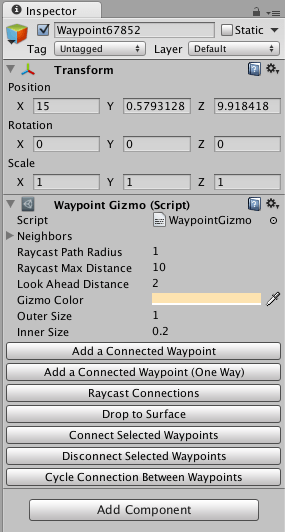 Inspector
Waypoint67852 Static
Tag Untagged Layer Default
Transform
Position
X 15 Y 0.5793128 Z 9.918418
Rotation
X 0 Y 0 Z 0
Scale
X 1 Y 1 Z 1
Waypoint Gizmo (Script)
Script WaypointGizmo
Neighbors
Raycast Path Radius 1
Raycast Max Distance 10
Look Ahead Distance 2
Gizmo Color
Outer Size 1
Inner Size 0.2
Add a Connected Waypoint
Add a Connected Waypoint (One Way)
Raycast Connections
Drop to Surface
Connect Selected Waypoints
Disconnect Selected Waypoints
Cycle Connection Between Waypoints
Add Component